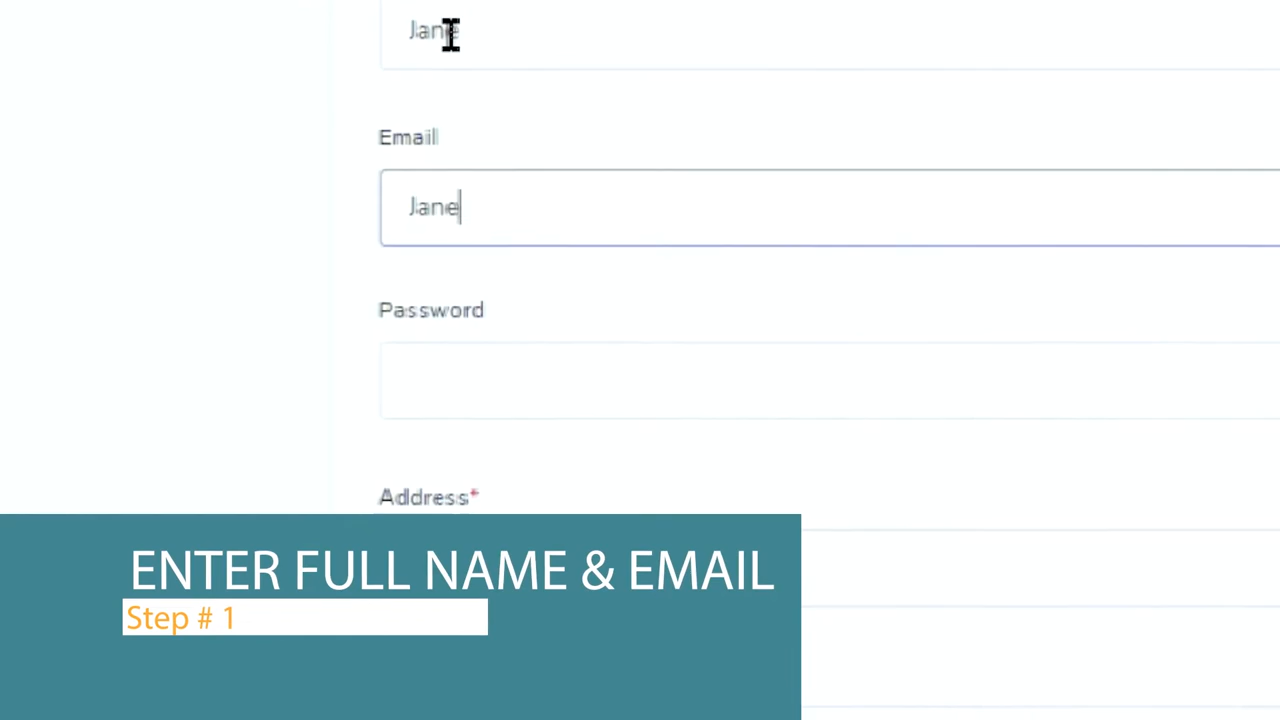 Jane
Email
Jane
Password
Address*
ENTER FULL NAME & EMAIL
Step # 1